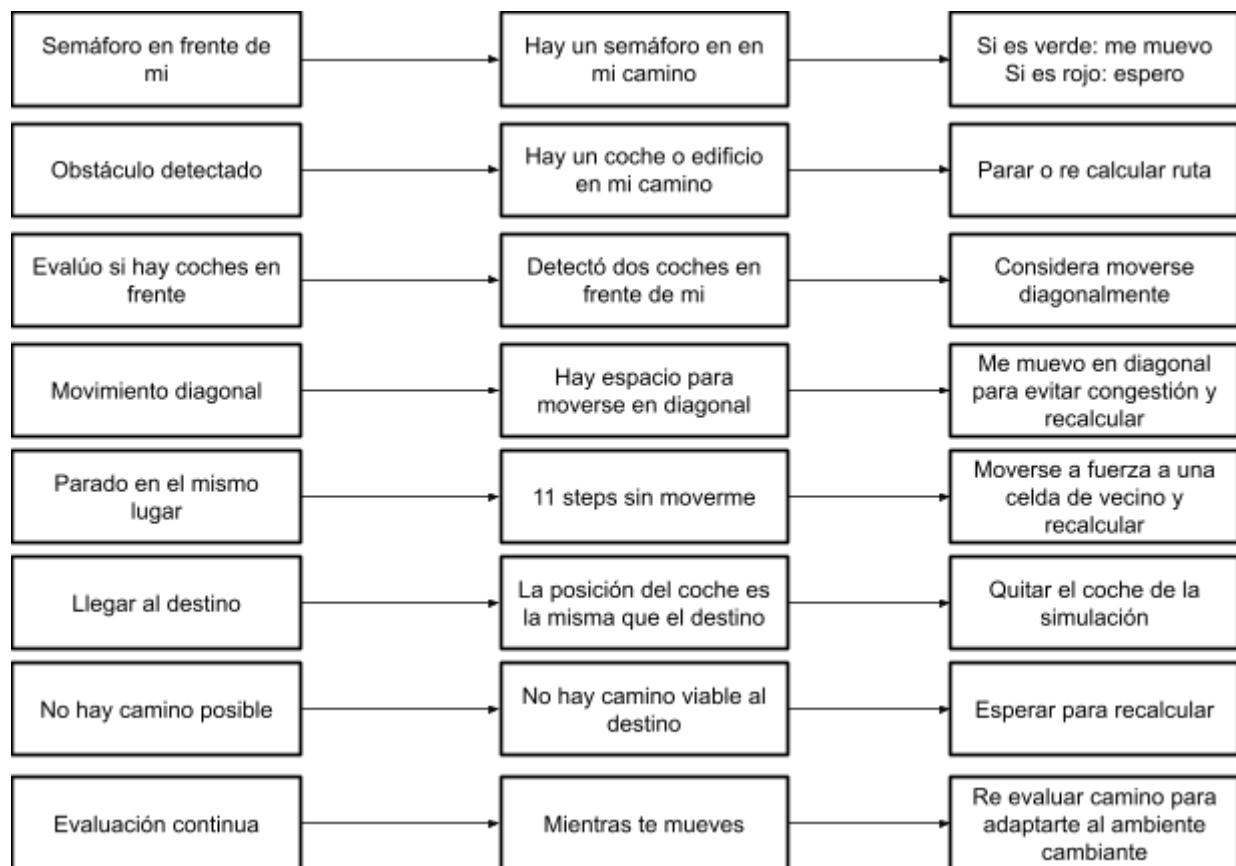 Semáforo en frente de
mi
Hay un semáforo en en
mi camino
Si es verde: me muevo
Si es rojo: espero
Obstáculo detectado
Hay un coche o edificio
en mi camino
Parar o re calcular ruta
Evalúo si hay coches en
frente
Detectó dos coches en
frente de mi
Considera moverse
diagonalmente
Movimiento diagonal
Hay espacio para
moverse en diagonal
Me muevo en diagonal
para evitar congestión y
recalcular
Parado en el mismo
lugar
11 steps sin moverme
Moverse a fuerza a una
celda de vecino y
recalcular
Llegar al destino
La posición del coche es
la misma que el destino
Quitar el coche de la
simulación
No hay camino posible
No hay camino viable al
destino
Esperar para recalcular
Evaluación continua
Mientras te mueves
Re evaluar camino para
adaptarte al ambiente
cambiante